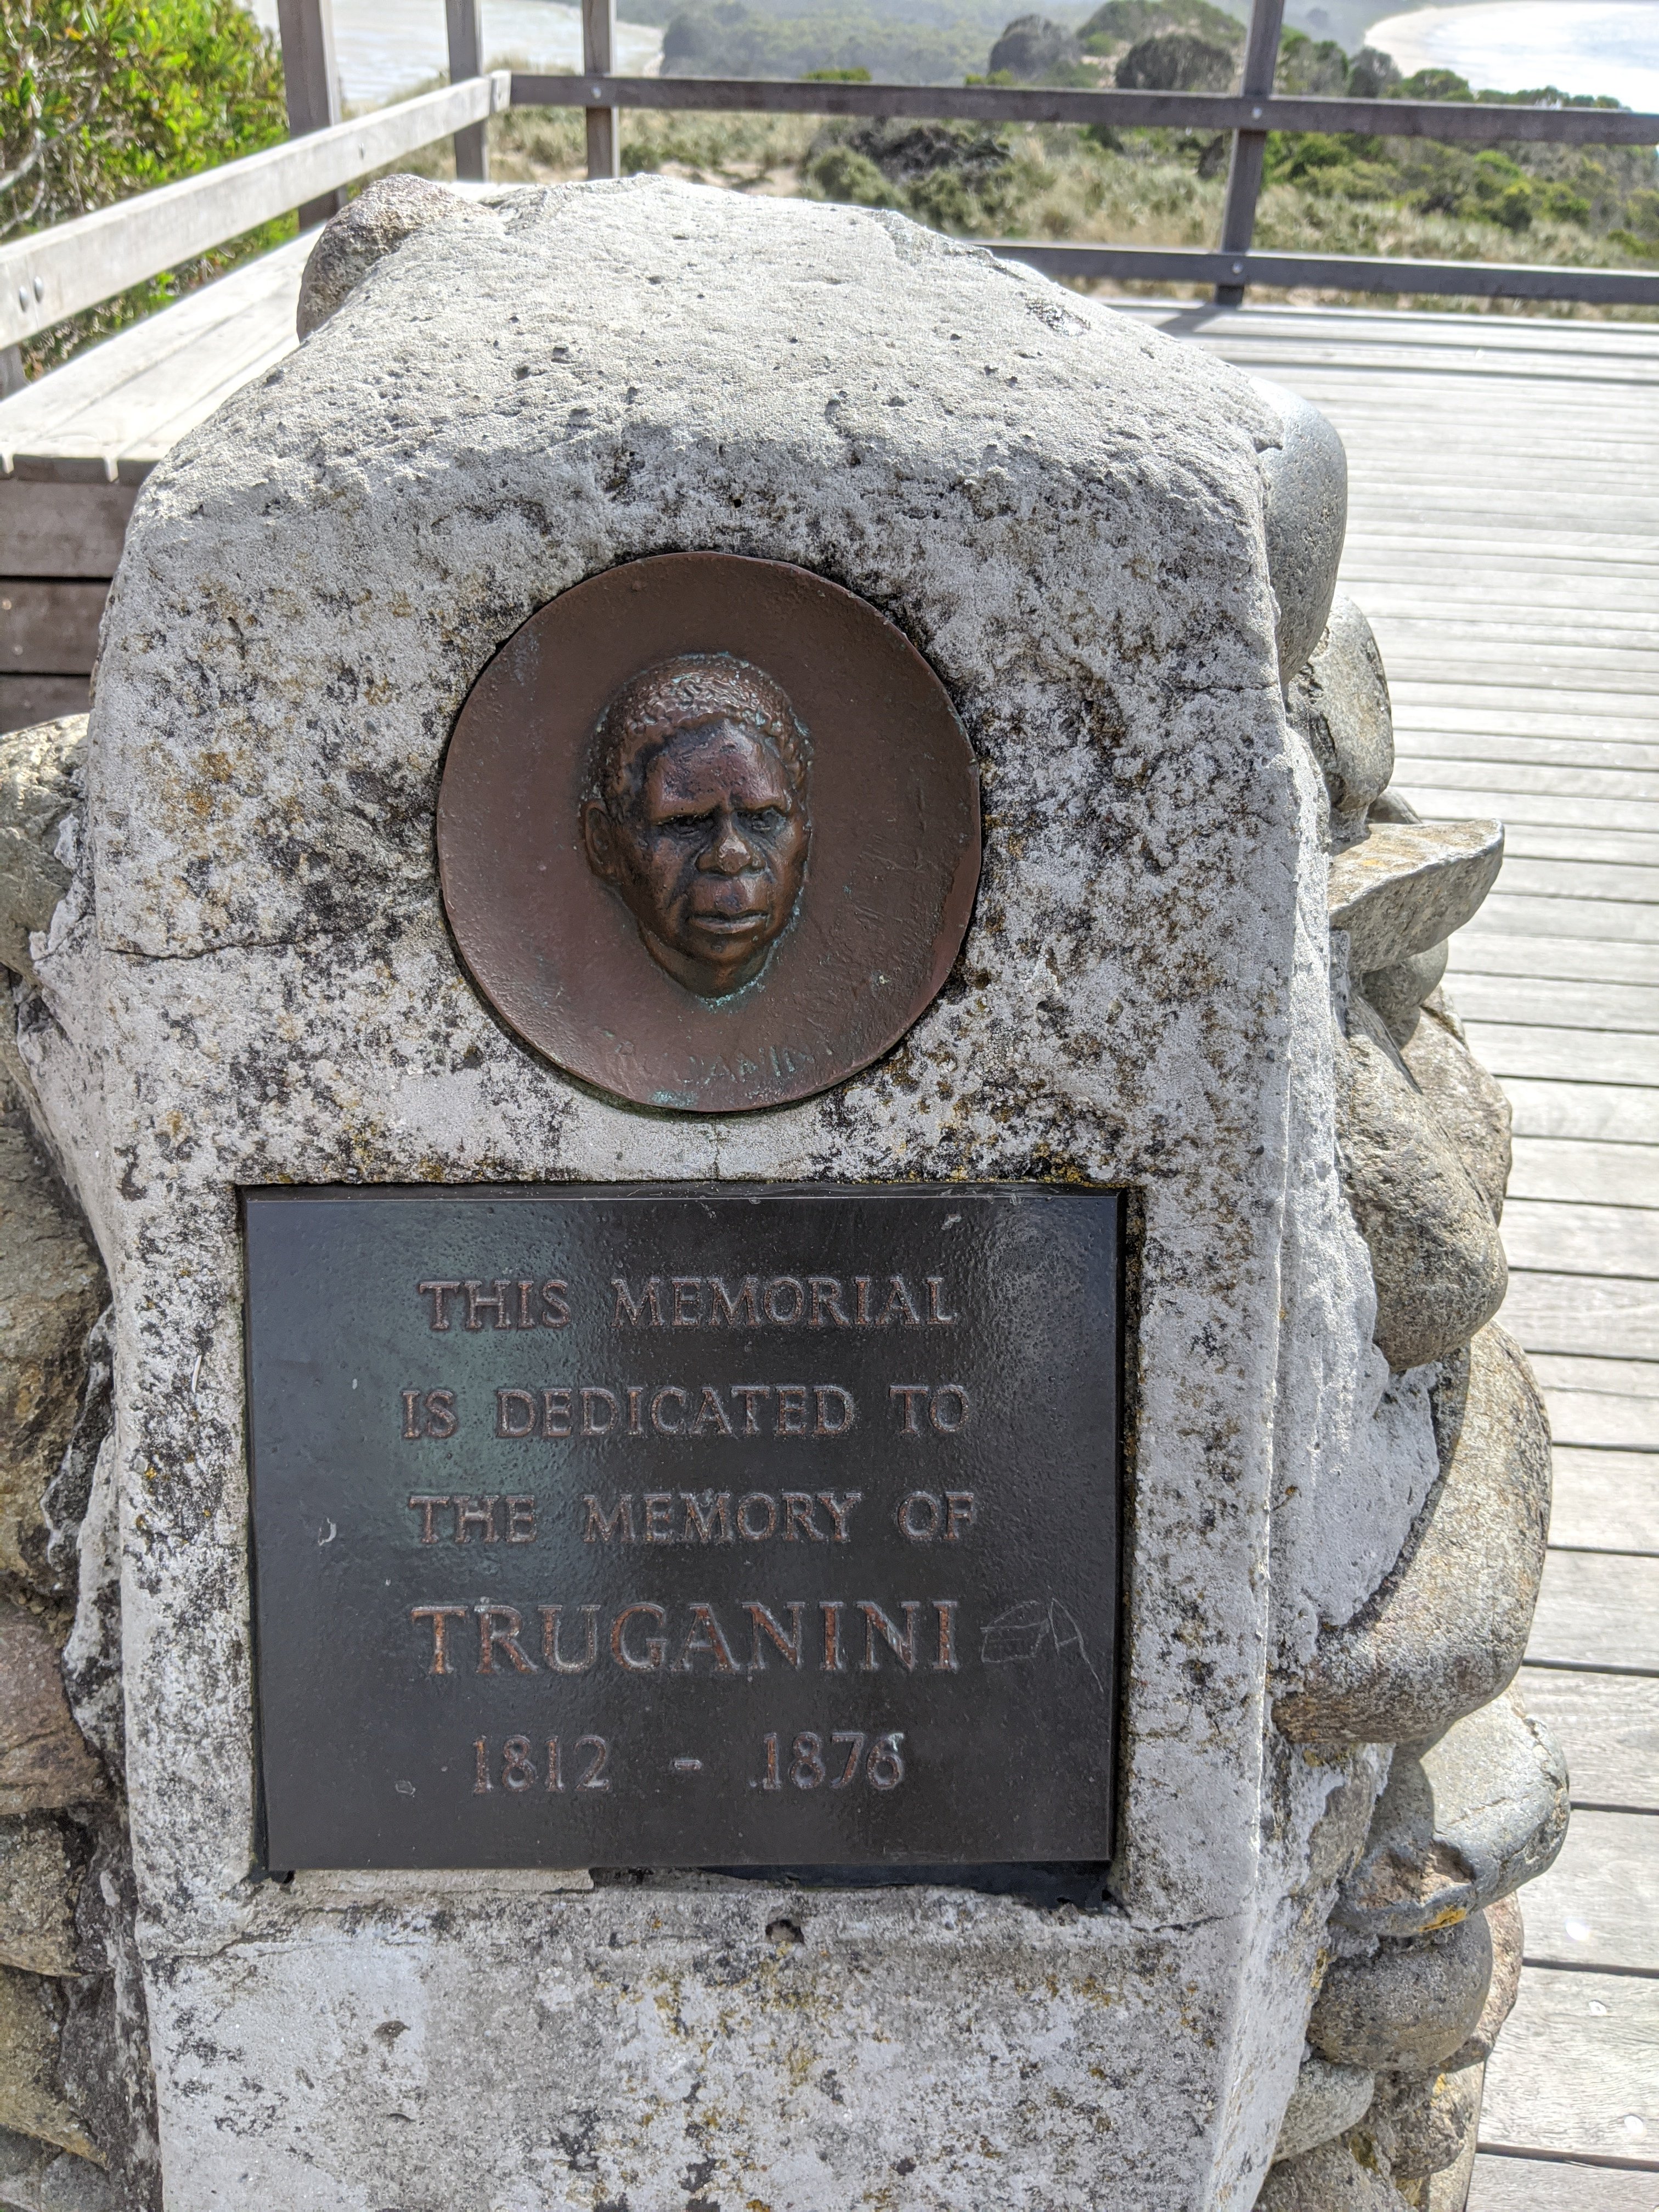 THIS MEMORIAL
IS DEDICATED TO
THE MEMORY OF
TRUGANINI
1812 - 1876